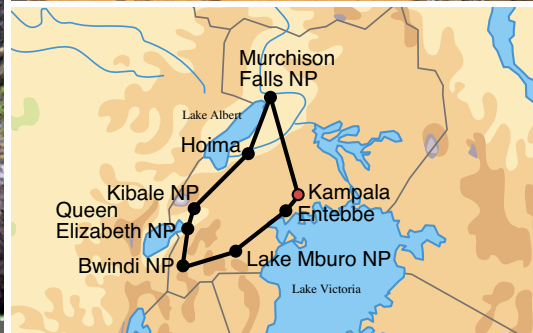 Murchison
Falls NP
Lake Albert
Hoima
Kibale NP
Kampala
Queen
Elizabeth NP
Entebbe
Bwindi NP
Lake Mburo NP
Lake Victoria